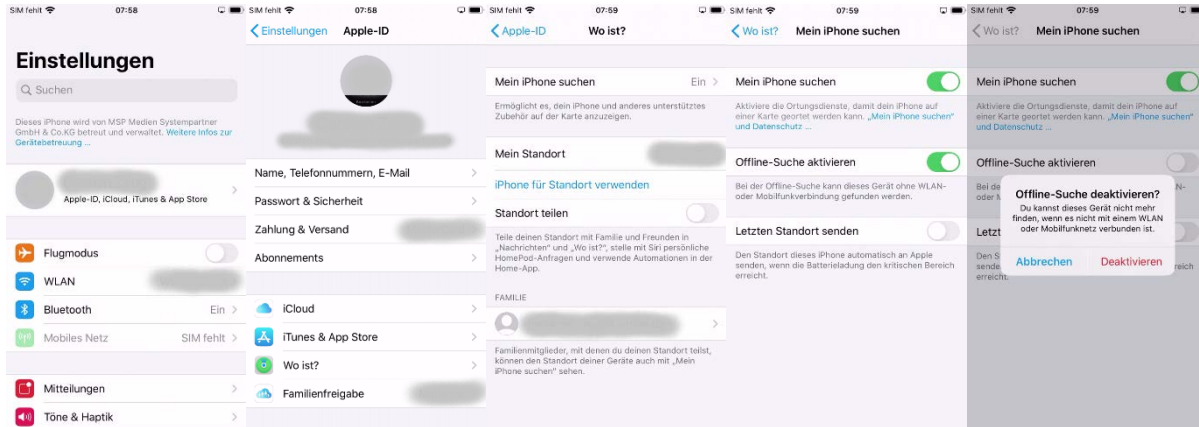 SIM fehlt 07:58
Einstellungen
Suchen
Dieses iPhone wird von MSP Medien Systempartner
GmbH & Co.KG betreut und verwaltet. Weitere Infos zur
Gerätebetreuung ...
Apple-ID, iCloud, iTunes & App Store
Flugmodus
WLAN
Bluetooth Ein
Mobiles Netz SIM fehlt
Mitteilungen
Töne & Haptik
SIM fehlt 07:58
Einstellungen Apple-ID
Name, Telefonnummern, E-Mail
Passwort & Sicherheit
Zahlung & Versand
Abonnements
iCloud
iTunes & App Store
Wo ist?
Familienfreigabe
SIM fehlt 07:59
Apple-ID Wo ist?
Mein iPhone suchen Ein
Ermöglicht es, dein iPhone und anderes unterstütztes
Zubehör auf der Karte anzuzeigen.
Mein Standort
iPhone für Standort verwenden
Standort teilen
Teile deinen Standort mit Familie und Freunden in
„Nachrichten“ und „Wo ist?“, stelle mit Siri persönliche
HomePod-Anfragen und verwende Automationen in der
Home-App.
FAMILIE
Familienmitglieder, mit denen du deinen Standort teilst,
können den Standort deiner Geräte auch mit „Mein
iPhone suchen“ sehen.
SIM fehlt 07:59
Wo ist? Mein iPhone suchen
Mein iPhone suchen
Aktiviere die Ortungsdienste, damit dein iPhone auf
einer Karte geortet werden kann. „Mein iPhone suchen“
und Datenschutz ...
Offline-Suche aktivieren
Bei der Offline-Suche kann dieses Gerät ohne WLAN-
oder Mobilfunkverbindung gefunden werden.
Letzten Standort senden
Den Standort dieses iPhone automatisch an Apple
senden, wenn die Batterieladung den kritischen Bereich
erreicht.
SIM fehlt 07:59
Wo ist? Mein iPhone suchen
Mein iPhone suchen
Aktiviere die Ortungsdienste, damit dein iPhone auf
einer Karte geortet werden kann. „Mein iPhone suchen“
und Datenschutz ...
Offline-Suche aktivieren
Offline-Suche deaktivieren?
Du kannst dieses Gerät nicht mehr
finden, wenn es nicht mit einem WLAN
oder Mobilfunknetz verbunden ist.
Abbrechen Deaktivieren
erreicht.